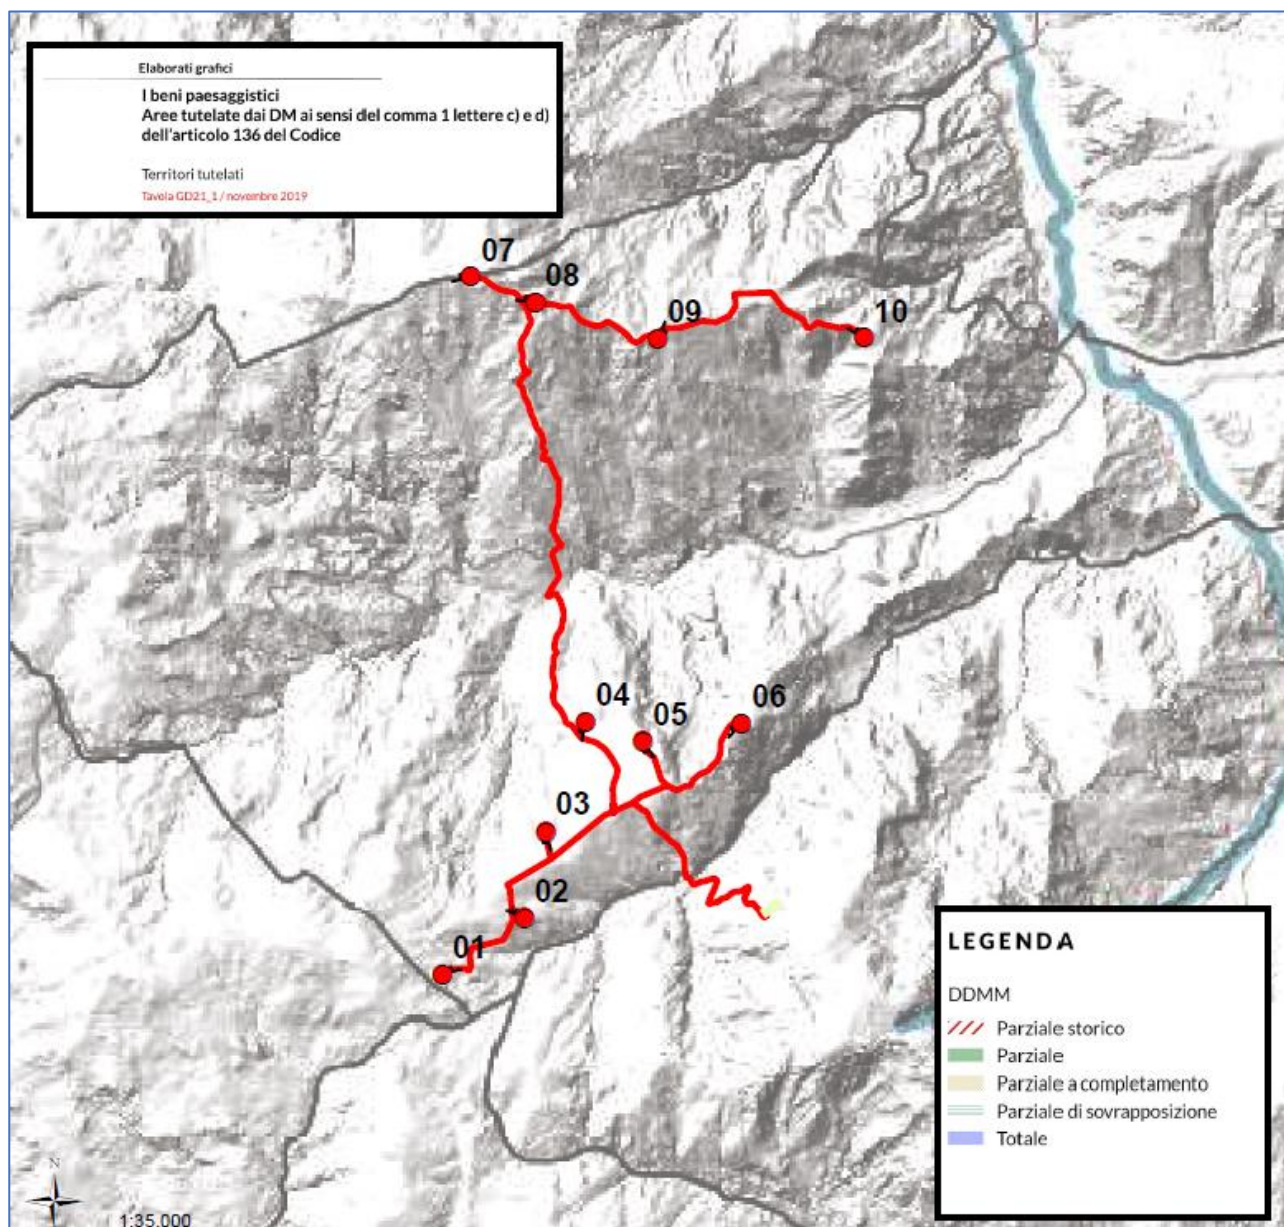 Elaborati grafici
I beni paesaggistici
Aree tutelate dai DM ai sensi del comma 1 lettere c) e d)
dell'articolo 136 del Codice
Territori tutelati
Tavola GD21_1 / novembre 2019
07
08
09
10
04
05
06
03
02
01
LEGENDA
DDMM
Parziale storico
Parziale
Parziale a completamento
Parziale di sovrapposizione
Totale
N
1:35.000